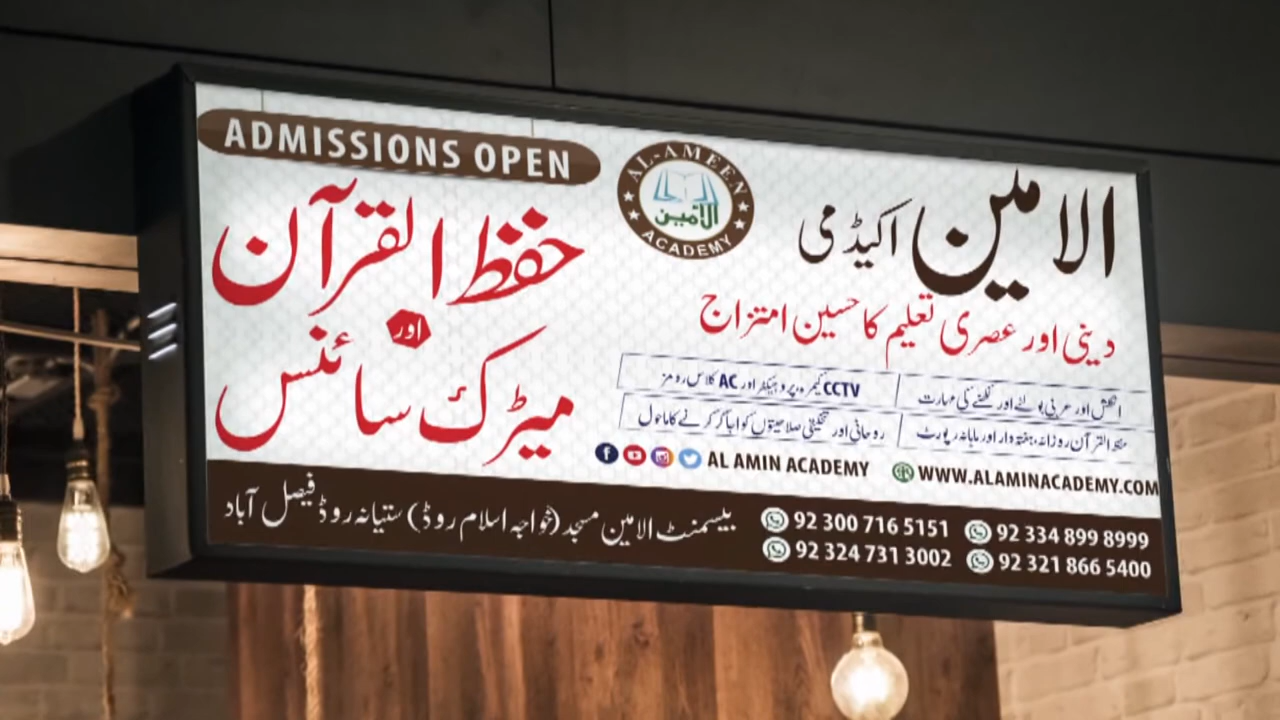 ADMISSIONS OPEN
حفظ القرآن
اور
میٹرک سائنس
AL-AMEEN
الامین
ACADEMY
الامین اکیڈمی
دینی اور عصری تعلیم کا حسین امتزاج
انگلش اور عربی بولنے اور لکھنے کی مہارت
CCTV کیمرہ، پروجیکٹر اور AC کلاس رومز
حفظ القرآن روزانہ، ہفتہ وار اور ماہانہ رپورٹ
روحانی اور تخلیقی صلاحیتوں کو اجاگر کرنے کا ماحول
AL AMIN ACADEMY
WWW.ALAMINACADEMY.COM
بیسمنٹ الامین مسجد (خواجہ اسلام روڈ) ستیانہ روڈ فیصل آباد
92 300 716 5151
92 334 899 8999
92 324 731 3002
92 321 866 5400